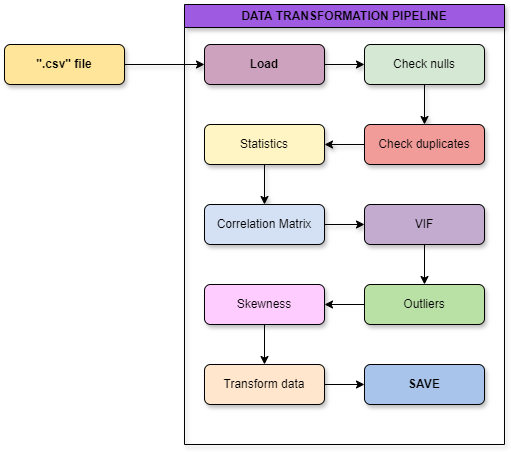 DATA TRANSFORMATION PIPELINE
".csv" file
Load
Check nulls
Check duplicates
Statistics
Correlation Matrix
VIF
Outliers
Skewness
Transform data
SAVE